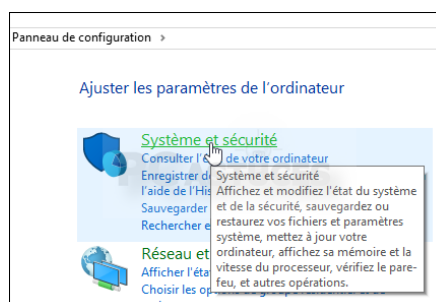 Panneau de configuration >
Ajuster les paramètres de l'ordinateur
Système et sécurité
Consulter l'é de votre ordinateur
Enregistrer d
l'aide de l'His
Sauvegarder
Rechercher e
Système et sécurité
Affichez et modifiez l'état du système
et de la sécurité, sauvegardez ou
restaurez vos fichiers et paramètres
système, mettez à jour votre
ordinateur, affichez sa mémoire et la
vitesse du processeur, vérifiez le pare-
feu, et autres opérations.
Réseau et
Afficher l'éta
Choisir les op